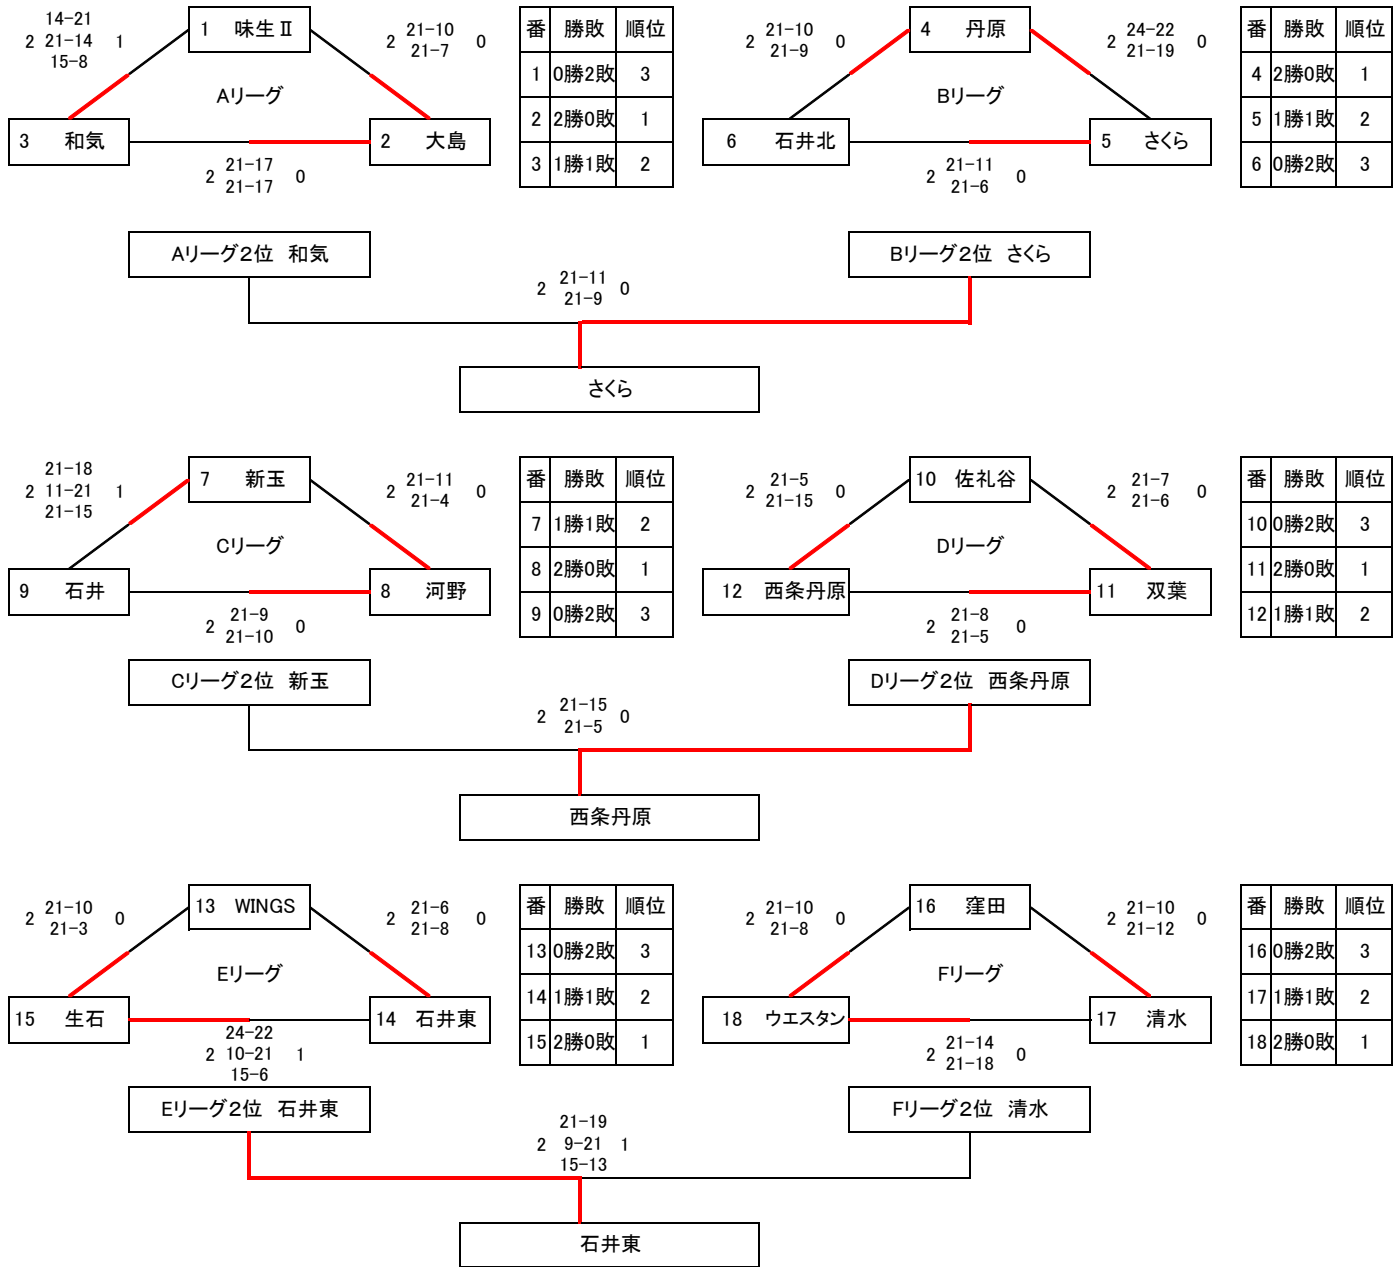 14-21
2 21-14 1
15-8
1 味生Ⅱ
2 21-10 0
21-7
Aリーグ
3 和気
2 大島
2 21-17 0
21-17
番 勝敗 順位
1 0勝2敗 3
2 2勝0敗 1
3 1勝1敗 2
2 21-10 0
21-9
4 丹原
2 24-22 0
21-19
Bリーグ
6 石井北
5 さくら
2 21-11 0
21-6
番 勝敗 順位
4 2勝0敗 1
5 1勝1敗 2
6 0勝2敗 3
Aリーグ2位 和気
Bリーグ2位 さくら
2 21-11 0
21-9
さくら
21-18
2 11-21 1
21-15
7 新玉
2 21-11 0
21-4
Cリーグ
9 石井
8 河野
2 21-9 0
21-10
番 勝敗 順位
7 1勝1敗 2
8 2勝0敗 1
9 0勝2敗 3
2 21-5 0
21-15
10 佐礼谷
2 21-7 0
21-6
Dリーグ
12 西条丹原
11 双葉
2 21-8 0
21-5
番 勝敗 順位
10 0勝2敗 3
11 2勝0敗 1
12 1勝1敗 2
Cリーグ2位 新玉
Dリーグ2位 西条丹原
2 21-15 0
21-5
西条丹原
2 21-10 0
21-3
13 WINGS
2 21-6 0
21-8
Eリーグ
15 生石
14 石井東
24-22
2 10-21 1
15-6
番 勝敗 順位
13 0勝2敗 3
14 1勝1敗 2
15 2勝0敗 1
2 21-10 0
21-8
16 窪田
2 21-10 0
21-12
Fリーグ
18 ウエスタン
17 清水
2 21-14 0
21-18
番 勝敗 順位
16 0勝2敗 3
17 1勝1敗 2
18 2勝0敗 1
Eリーグ2位 石井東
Fリーグ2位 清水
21-19
2 9-21 1
15-13
石井東